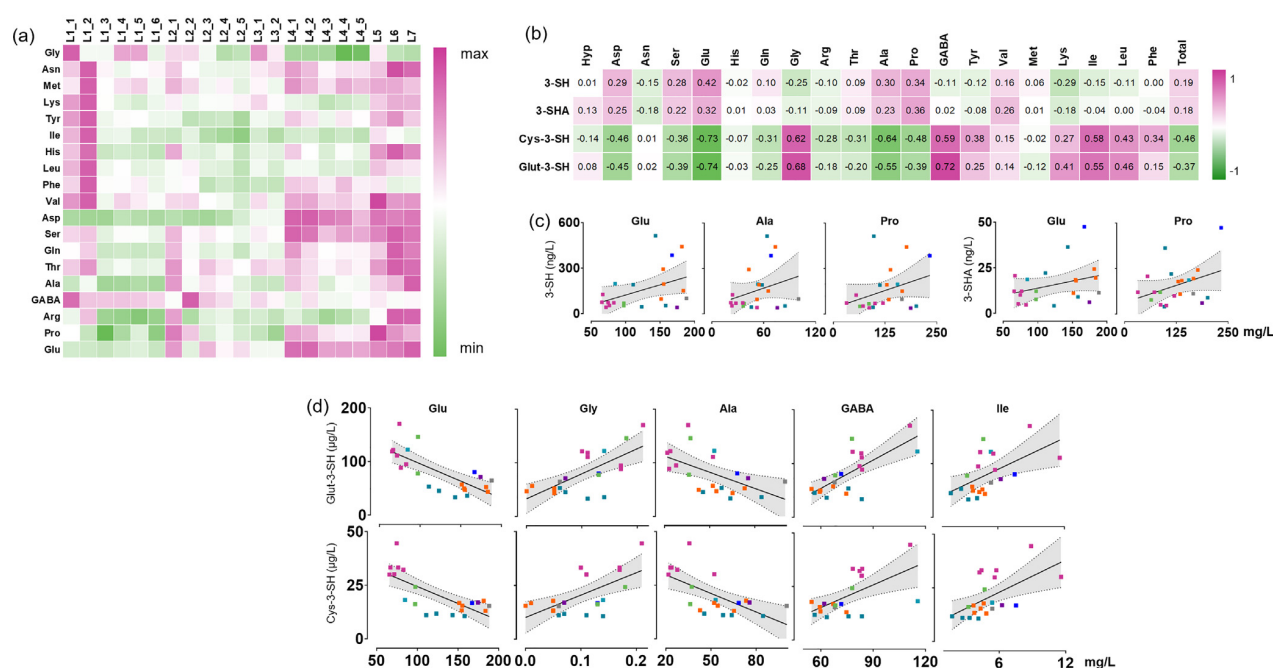 (a)
L1_1 L1_2 L1_3 L1_4 L1_5 L1_6 L2_1 L2_2 L2_3 L2_4 L2_5 L3_1 L3_2 L4_1 L4_2 L4_3 L4_4 L4_5 L5 L6 L7
Gly
Asn
Met
Lys
Tyr
Ile
His
Leu
Phe
Val
Asp
Ser
Gln
Thr
Ala
GABA
Arg
Pro
Glu
max
min
(b)
Hyp Asp Asn Ser Glu His Gln Gly Arg Thr Ala Pro GABA Tyr Val Met Lys Ile Leu Phe Total
3-SH 0.01 0.29 -0.15 0.28 0.42 -0.02 0.10 -0.25 -0.10 0.09 0.30 0.34 -0.11 -0.12 0.16 0.06 -0.29 -0.15 -0.11 0.00 0.19
3-SHA 0.13 0.25 -0.18 0.22 0.32 0.01 0.03 -0.11 -0.09 0.09 0.23 0.36 0.02 -0.08 0.26 0.01 -0.18 -0.04 0.00 -0.04 0.18
Cys-3-SH -0.14 -0.46 0.01 -0.36 -0.73 -0.07 -0.31 0.62 -0.28 -0.31 -0.64 -0.48 0.59 0.38 0.15 -0.02 0.27 0.58 0.43 0.34 -0.46
Glut-3-SH 0.08 -0.45 0.02 -0.39 -0.74 -0.03 -0.25 0.68 -0.18 -0.20 -0.55 -0.39 0.72 0.25 0.14 -0.12 0.41 0.55 0.46 0.15 -0.37
1
-1
(c)
Glu Ala Pro Glu Pro
3-SH (ng/L)
600
300
0
50 100 150 200 0 60 120 0 125 250
3-SHA (ng/L)
50
25
0
50 100 150 200 0 125 250 mg/L
(d)
Glu Gly Ala GABA Ile
Glut-3-SH (µg/L)
200
100
0
Cys-3-SH (µg/L)
50
25
0
50 100 150 200 0.0 0.1 0.2 20 40 60 80 60 80 100 120 6 12 mg/L